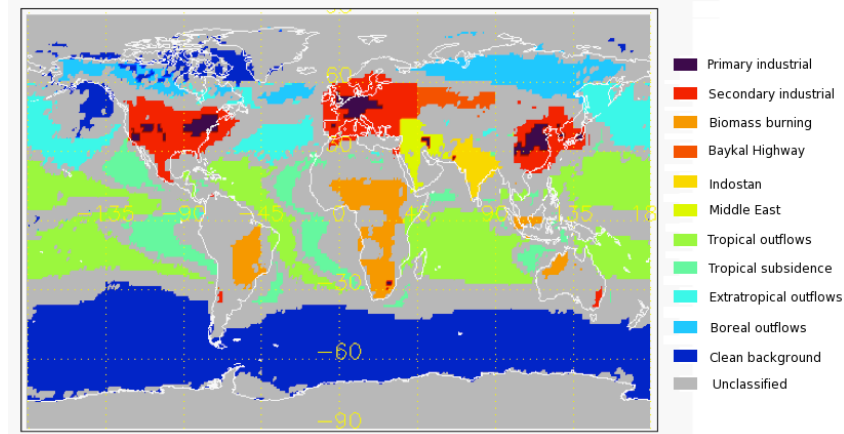 60
-135
-90
-45
0
45
90
135
-30
-60
-90
Primary industrial
Secondary industrial
Biomass burning
Baykal Highway
Indostan
Middle East
Tropical outflows
Tropical subsidence
Extratropical outflows
Boreal outflows
Clean background
Unclassified